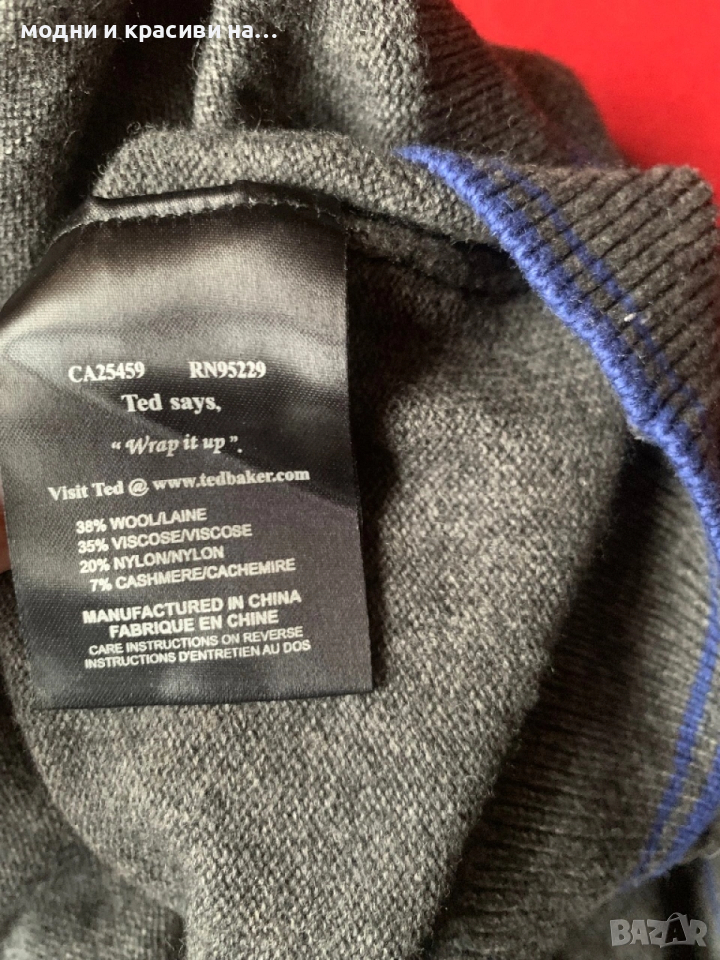 модни и красиви на...
CA25459 RN95229
Ted says,
“Wrap it up”.
Visit Ted @ www.tedbaker.com
38% WOOL/LAINE
35% VISCOSE/VISCOSE
20% NYLON/NYLON
7% CASHMERE/CACHEMIRE
MANUFACTURED IN CHINA
FABRIQUE EN CHINE
CARE INSTRUCTIONS ON REVERSE
INSTRUCTIONS D'ENTRETIEN AU DOS
BAZAR